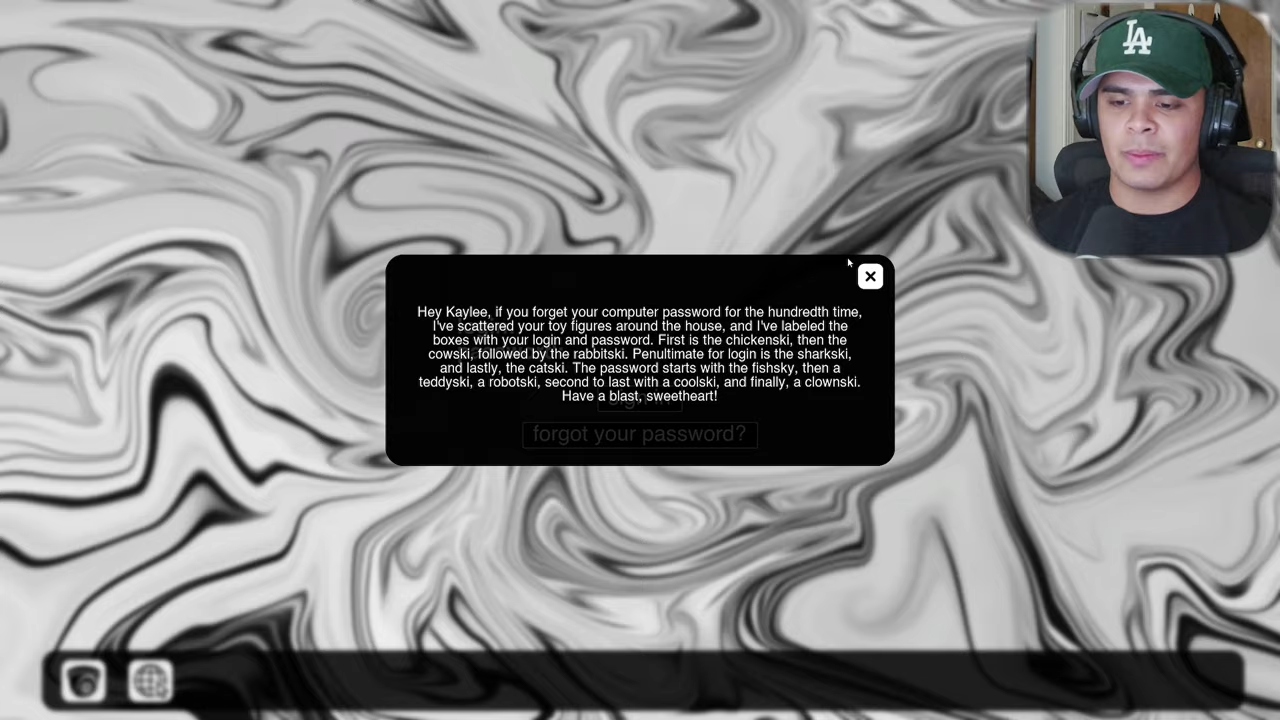 LA
Hey Kaylee, if you forget your computer password for the hundredth time,
I've scattered your toy figures around the house, and I've labeled the
boxes with your login and password. First is the chickenski, then the
cowski, followed by the rabbitski. Penultimate for login is the sharkski,
and lastly, the catski. The password starts with the fishsky, then a
teddyski, a robotski, second to last with a coolski, and finally, a clownski.
Have a blast, sweetheart!
forgot your password?